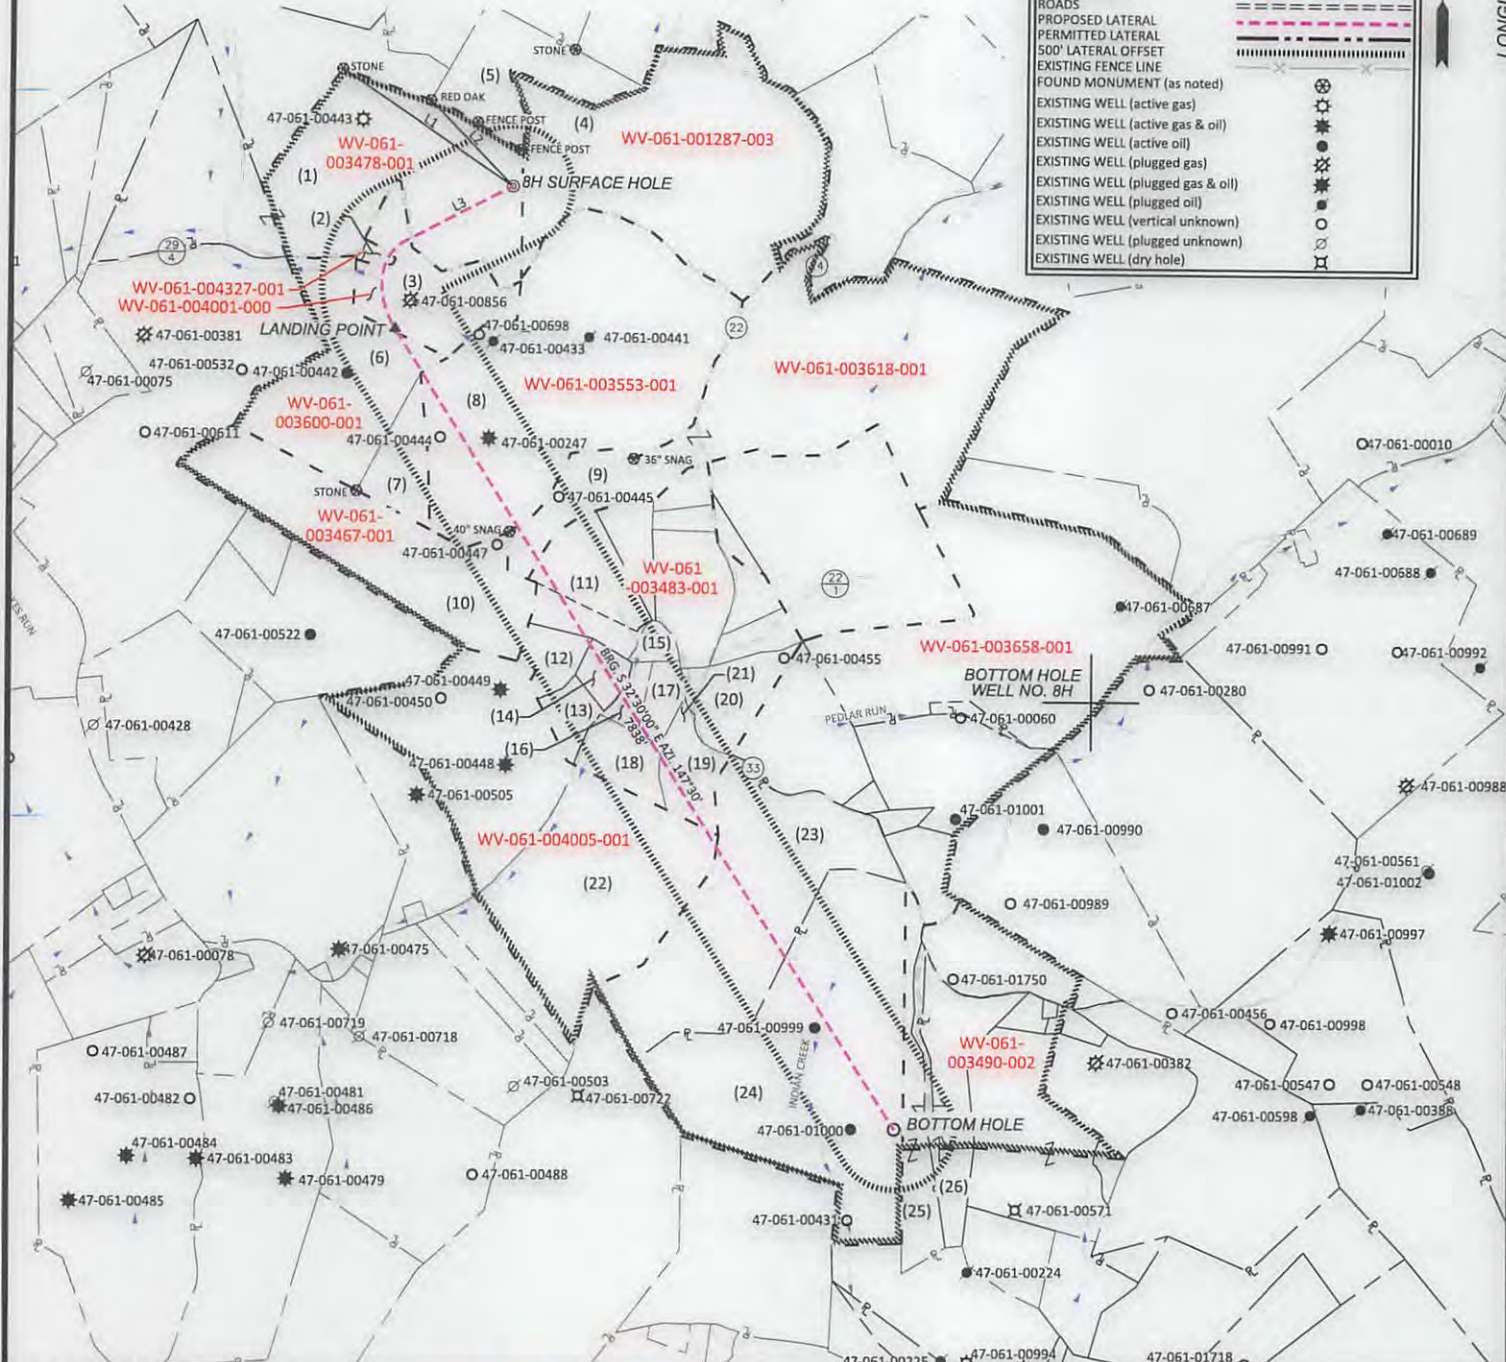 ROADS
PROPOSED LATERAL
PERMITTED LATERAL
500' LATERAL OFFSET
EXISTING FENCE LINE
FOUND MONUMENT (as noted)
EXISTING WELL (active gas)
EXISTING WELL (active gas & oil)
EXISTING WELL (active oil)
EXISTING WELL (plugged gas)
EXISTING WELL (plugged gas & oil)
EXISTING WELL (plugged oil)
EXISTING WELL (vertical unknown)
EXISTING WELL (plugged unknown)
EXISTING WELL (dry hole)
STONE
STONE
(5)
RED OAK
47-061-00443
L1
L2
FENCE POST
(4)
WV-061-001287-003
WV-061-
003478-001
FENCE POST
(1)
8H SURFACE HOLE
L3
(2)
29
4
(3)
WV-061-004327-001
WV-061-004001-000
47-061-00856
22
LANDING POINT
47-061-00698
47-061-00381
47-061-00433
47-061-00441
(6)
47-061-00532
47-061-00442
47-061-00075
WV-061-003618-001
WV-061-003553-001
WV-061-
003600-001
(8)
47-061-00611
47-061-00444
47-061-00247
47-061-00010
36" SNAG
(9)
(7)
STONE
47-061-00445
WV-061-
003467-001
40" SNAG
47-061-00447
47-061-00689
WV-061
-003483-001
22
1
47-061-00688
(11)
(10)
47-061-00687
47-061-00522
(15)
WV-061-003658-001
47-061-00991
47-061-00992
(12)
47-061-00455
(21)
BOTTOM HOLE
WELL NO. 8H
47-061-00449
47-061-00450
(17)
(20)
47-061-00280
(14)
(13)
PEDLAR RUN
47-061-00060
47-061-00428
BRG. S 32°30'00" E AZI. 147°30'
7838'
(16)
47-061-00448
(18)
(19)
33
47-061-00505
47-061-00988
47-061-01001
47-061-00990
(23)
WV-061-004005-001
47-061-00561
47-061-01002
(22)
47-061-00989
47-061-00997
47-061-00475
47-061-00078
47-061-01750
47-061-00719
47-061-00718
47-061-00456
47-061-00998
47-061-00999
47-061-00487
WV-061-
003490-002
47-061-00382
INDIAN CREEK
47-061-00503
47-061-00722
(24)
47-061-00547
47-061-00548
47-061-00481
47-061-00482
47-061-00486
47-061-00598
47-061-00388
47-061-01000
BOTTOM HOLE
47-061-00484
47-061-00483
47-061-00479
47-061-00488
(26)
47-061-00485
47-061-00431
(25)
47-061-00571
47-061-00224
47-061-00225
47-061-00994
47-061-01718